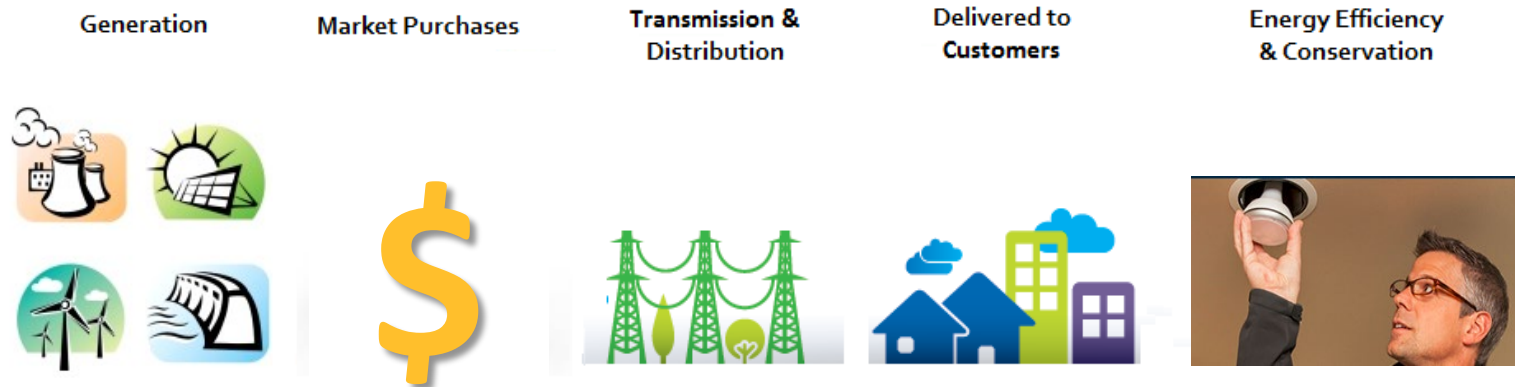 Generation
Market Purchases
Transmission &
Distribution
Delivered to
Customers
Energy Efficiency
& Conservation
$